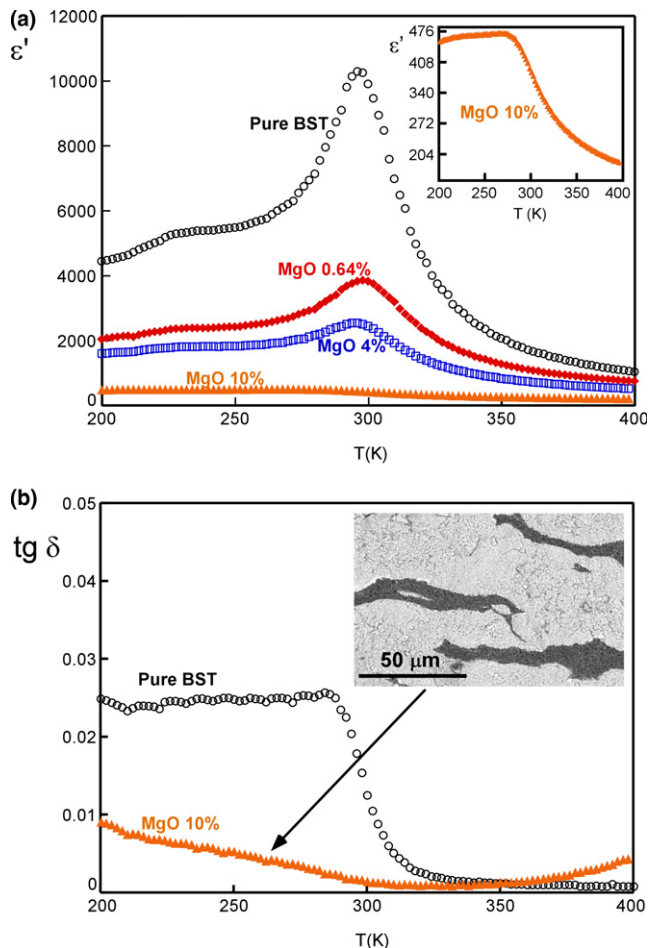 (a)
12000
ε'
10000
8000
6000
4000
2000
0
Pure BST
MgO 0.64%
MgO 4%
MgO 10%
200 250 300 350 400
T(K)
ε'
476
408
340
272
204
MgO 10%
200 250 300 350 400
T (K)
(b)
0.05
tg δ
0.04
0.03
0.02
0.01
0
Pure BST
MgO 10%
50 μm
200 250 300 350 400
T(K)